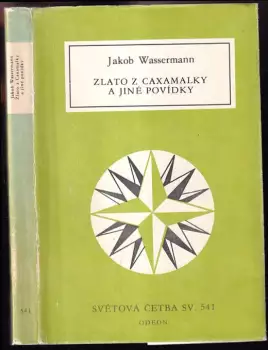 Jakob Wassermann
Zlato z Caxamalky
a jiné povídky
541
Jakob Wassermann
ZLATO Z CAXAMALKY
A JINÉ POVÍDKY
SVĚTOVÁ ČETBA SV. 541
ODEON